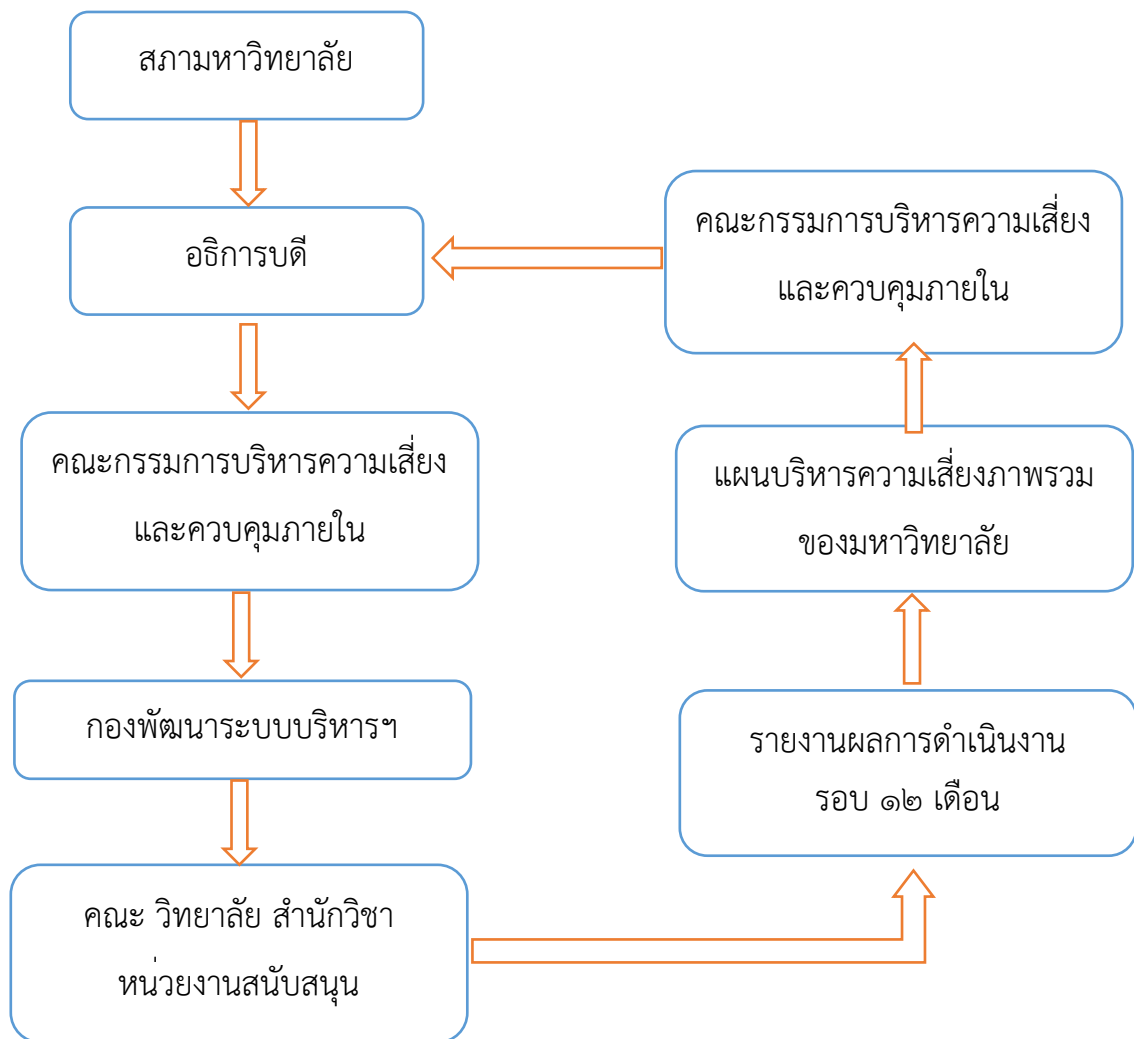 สภามหาวิทยาลัย
อธิการบดี
คณะกรรมการบริหารความเสี่ยง
และควบคุมภายใน
กองพัฒนาระบบบริหารฯ
คณะ วิทยาลัย สำนักวิชา
หน่วยงานสนับสนุน
รายงานผลการดำเนินงาน
รอบ ๑๒ เดือน
แผนบริหารความเสี่ยงภาพรวม
ของมหาวิทยาลัย
คณะกรรมการบริหารความเสี่ยง
และควบคุมภายใน